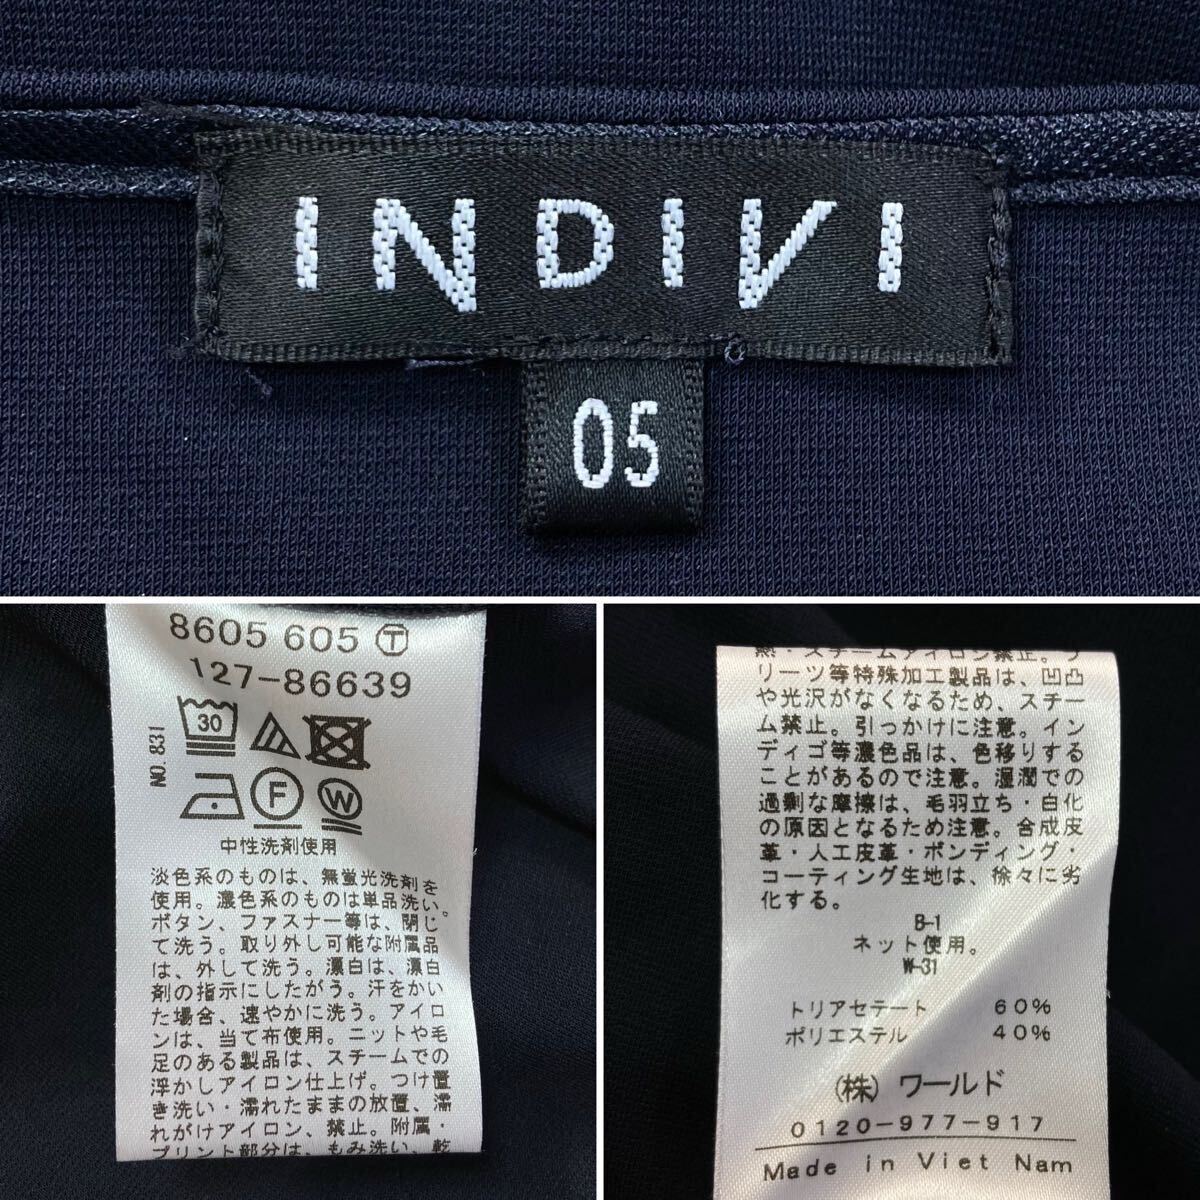 INDIVI
05
8605 605 Ⓣ
127-86639
NO. 831
30
F
W
中性洗剤使用
淡色系のものは、無蛍光洗剤を
使用。濃色系のものは単品洗い。
ボタン、ファスナー等は、閉じ
て洗う。取り外し可能な附属品
は、外して洗う。漂白は、漂白
剤の指示にしたがう。汗をかい
た場合、速やかに洗う。アイロ
ンは、当て布使用。ニットや毛
足のある製品は、スチームでの
浮かしアイロン仕上げ。つけ置
き洗い・濡れたままの放置、濡
れがけアイロン、禁止。附属・
プリント部分は、もみ洗い、乾
熱・スチームアイロン禁止。プ
リーツ等特殊加工製品は、凹凸
や光沢がなくなるため、スチー
ム禁止。引っかけに注意。イン
ディゴ等濃色品は、色移りする
ことがあるので注意。湿潤での
過剰な摩擦は、毛羽立ち・白化
の原因となるため注意。合成皮
革・人工皮革・ボンディング・
コーティング生地は、徐々に劣
化する。
B-1
ネット使用。
W-31
トリアセテート 60%
ポリエステル 40%
(株) ワールド
0120-977-917
Made in Viet Nam